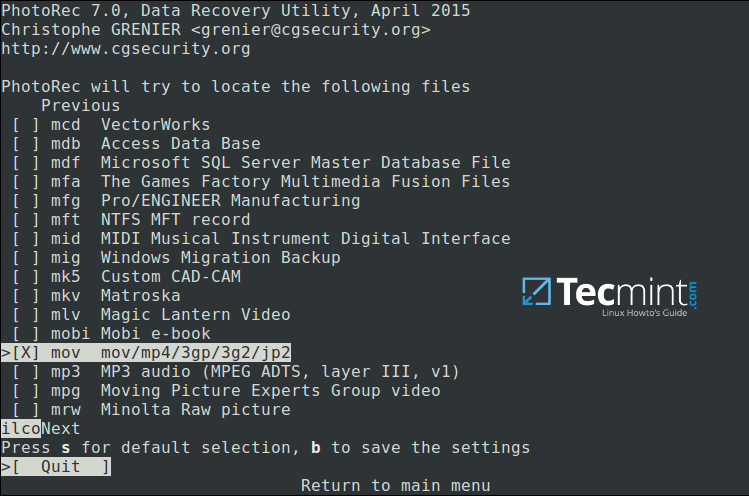 PhotoRec 7.0, Data Recovery Utility, April 2015
Christophe GRENIER <grenier@cgsecurity.org>
http://www.cgsecurity.org
PhotoRec will try to locate the following files
Previous
[ ] mcd VectorWorks
[ ] mdb Access Data Base
[ ] mdf Microsoft SQL Server Master Database File
[ ] mfa The Games Factory Multimedia Fusion Files
[ ] mfg Pro/ENGINEER Manufacturing
[ ] mft NTFS MFT record
[ ] mid MIDI Musical Instrument Digital Interface
[ ] mig Windows Migration Backup
[ ] mk5 Custom CAD-CAM
[ ] mkv Matroska
[ ] mlv Magic Lantern Video
[ ] mobi Mobi e-book
>[X] mov mov/mp4/3gp/3g2/jp2
[ ] mp3 MP3 audio (MPEG ADTS, layer III, v1)
[ ] mpg Moving Picture Experts Group video
[ ] mrw Minolta Raw picture
ilcoNext
Press s for default selection, b to save the settings
>[ Quit ]
Return to main menu
Tecmint.com
Linux Howto's Guide